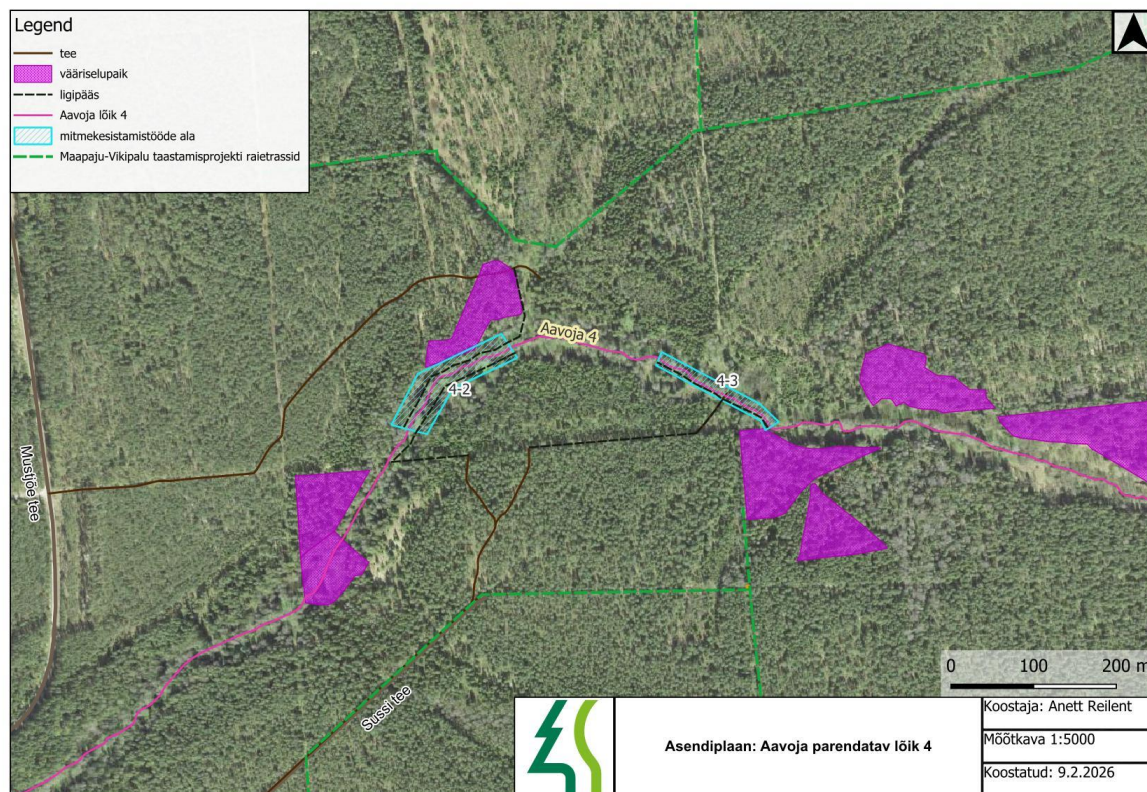 Legend
tee
vääriselupaik
ligipääs
Aavoja lõik 4
mitmekesistamistööde ala
Maapaju-Vikipalu taastamisprojekti raietrassid
Aavoja 4
4-2
4-3
Mustjõe tee
Sussi tee
0 100 200 m
Asendiplaan: Aavoja parendatav lõik 4
Koostaja: Anett Reilent
Mõõtkava 1:5000
Koostatud: 9.2.2026